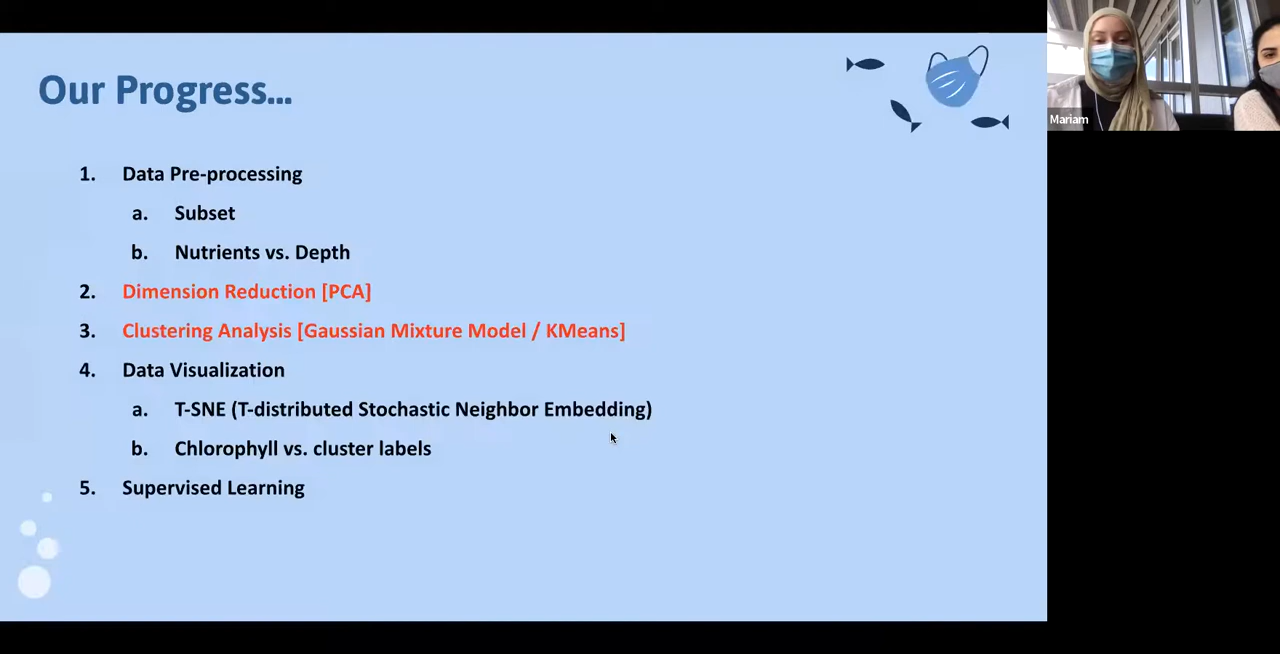 Our Progress...
1. Data Pre-processing
a. Subset
b. Nutrients vs. Depth
2. Dimension Reduction [PCA]
3. Clustering Analysis [Gaussian Mixture Model / KMeans]
4. Data Visualization
a. T-SNE (T-distributed Stochastic Neighbor Embedding)
b. Chlorophyll vs. cluster labels
5. Supervised Learning
Mariam